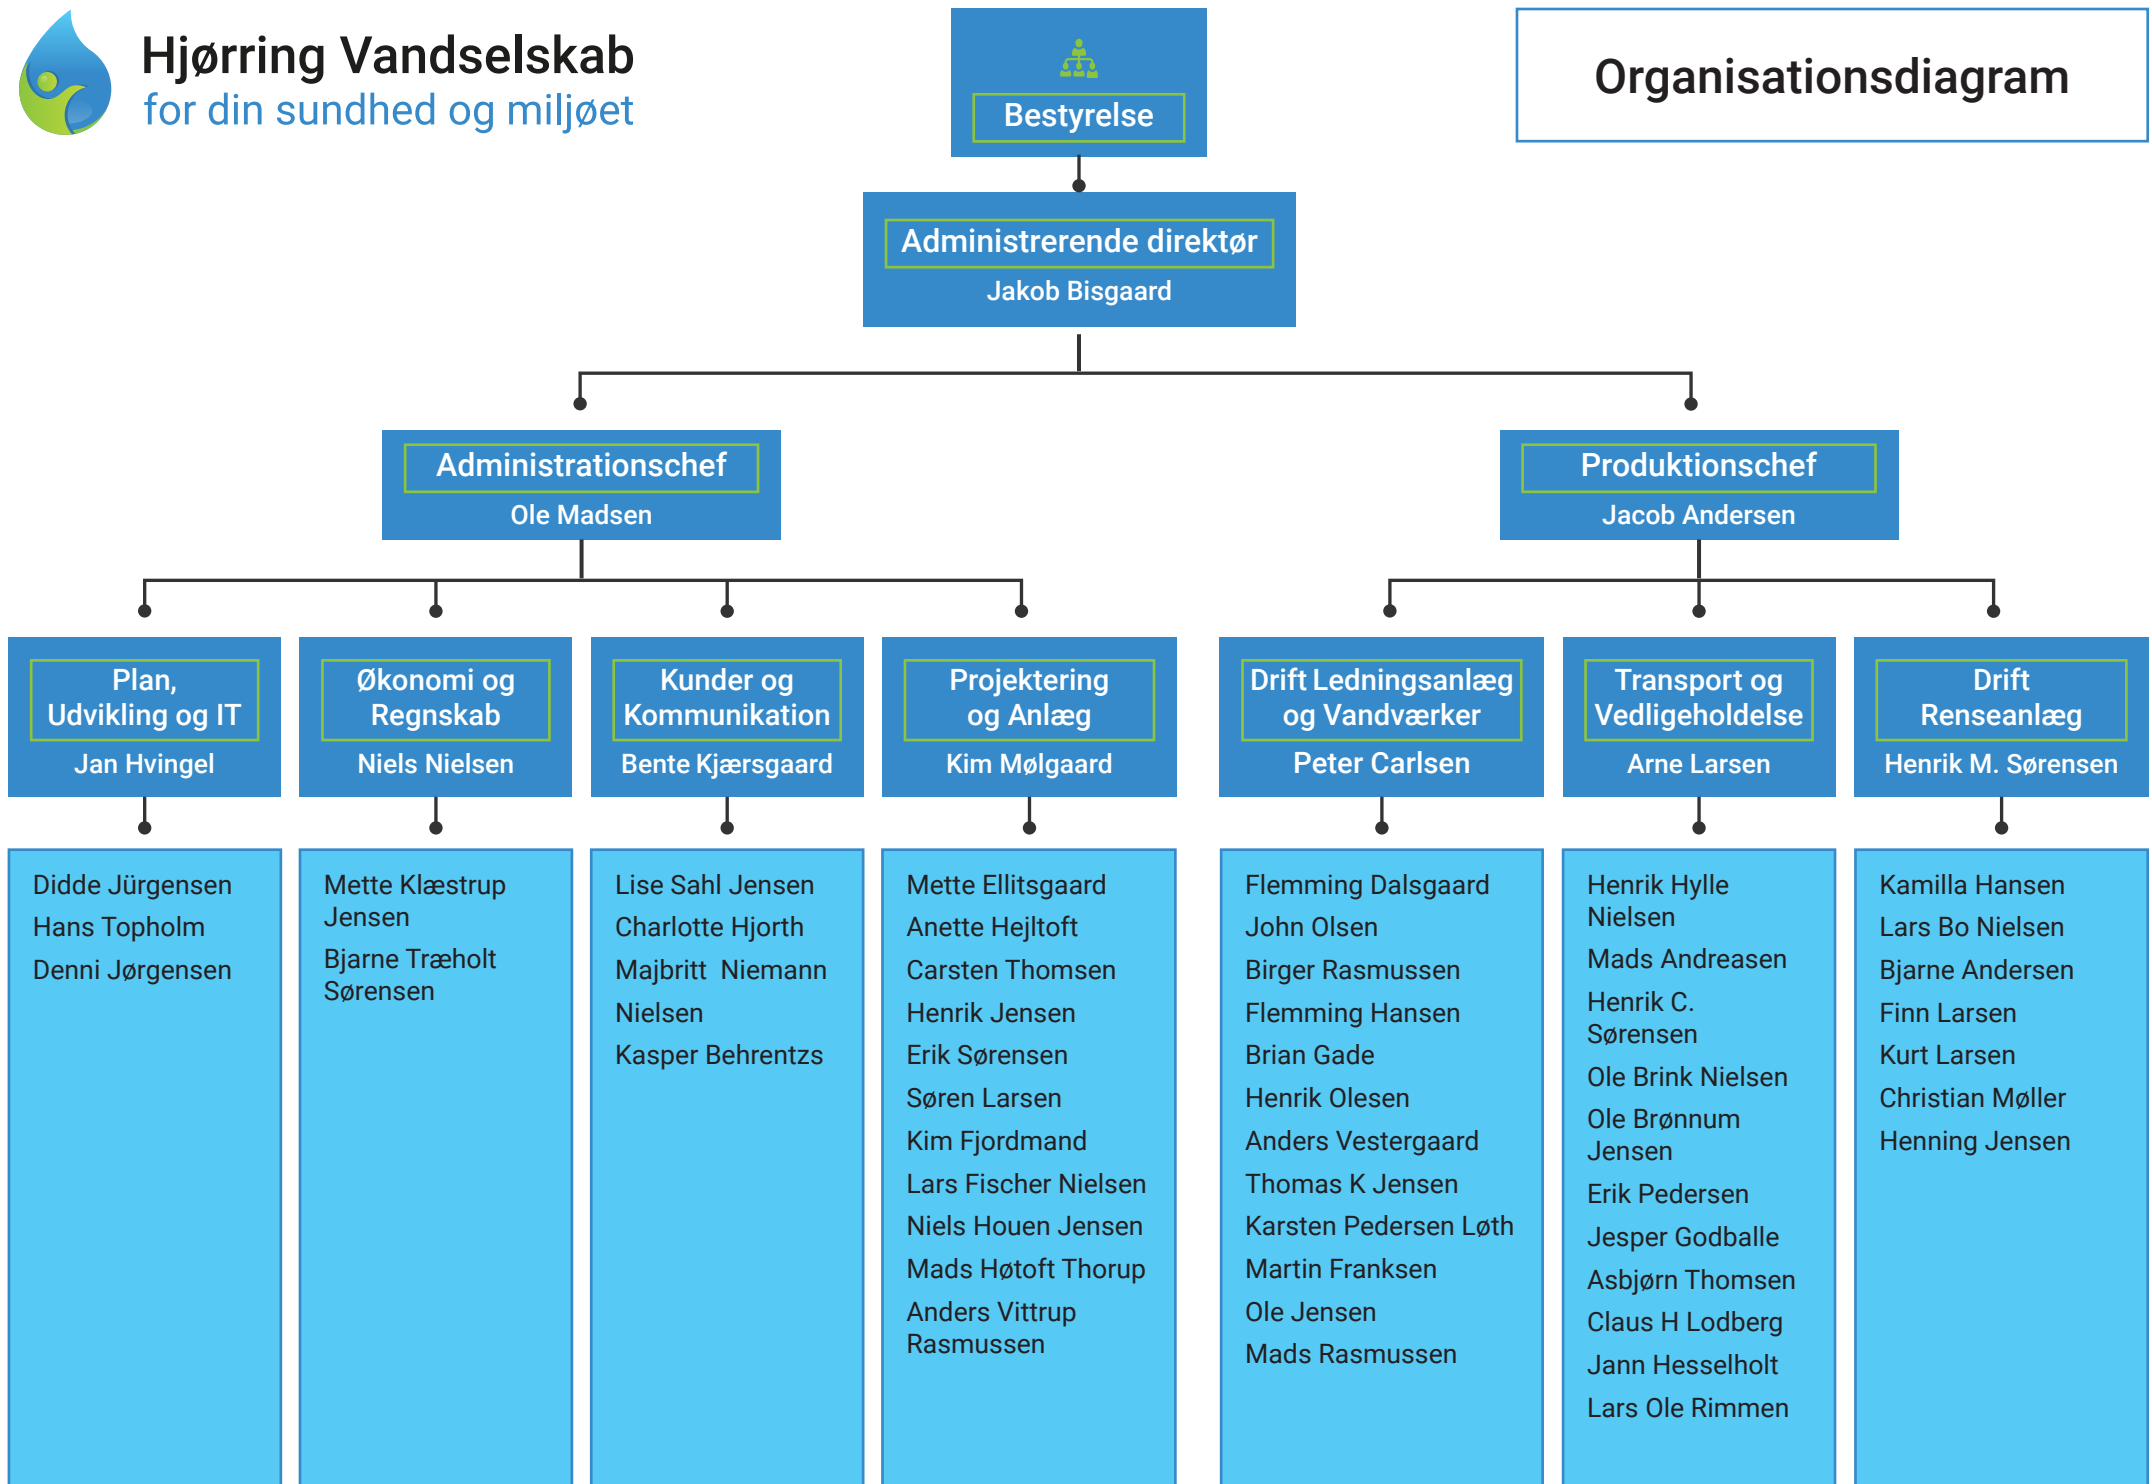 Hjørring Vandselskab
for din sundhed og miljøet
Bestyrelse
Organisationsdiagram
Administrerende direktør
Jakob Bisgaard
Administrationschef
Ole Madsen
Produktionschef
Jacob Andersen
Plan,
Udvikling og IT
Jan Hvingel
Økonomi og
Regnskab
Niels Nielsen
Kunder og
Kommunikation
Bente Kjærsgaard
Projektering
og Anlæg
Kim Mølgaard
Drift Ledningsanlæg
og Vandværker
Peter Carlsen
Transport og
Vedligeholdelse
Arne Larsen
Drift
Renseanlæg
Henrik M. Sørensen
Didde Jürgensen
Hans Topholm
Denni Jørgensen
Mette Klæstrup
Jensen
Bjarne Træholt
Sørensen
Lise Sahl Jensen
Charlotte Hjorth
Majbritt  Niemann
Nielsen
Kasper Behrentzs
Mette Ellitsgaard
Anette Hejltoft
Carsten Thomsen
Henrik Jensen
Erik Sørensen
Søren Larsen
Kim Fjordmand
Lars Fischer Nielsen
Niels Houen Jensen
Mads Høtoft Thorup
Anders Vittrup
Rasmussen
Flemming Dalsgaard
John Olsen
Birger Rasmussen
Flemming Hansen
Brian Gade
Henrik Olesen
Anders Vestergaard
Thomas K Jensen
Karsten Pedersen Løth
Martin Franksen
Ole Jensen
Mads Rasmussen
Henrik Hylle
Nielsen
Mads Andreasen
Henrik C.
Sørensen
Ole Brink Nielsen
Ole Brønnum
Jensen
Erik Pedersen
Jesper Godballe
Asbjørn Thomsen
Claus H Lodberg
Jann Hesselholt
Lars Ole Rimmen
Kamilla Hansen
Lars Bo Nielsen
Bjarne Andersen
Finn Larsen
Kurt Larsen
Christian Møller
Henning Jensen